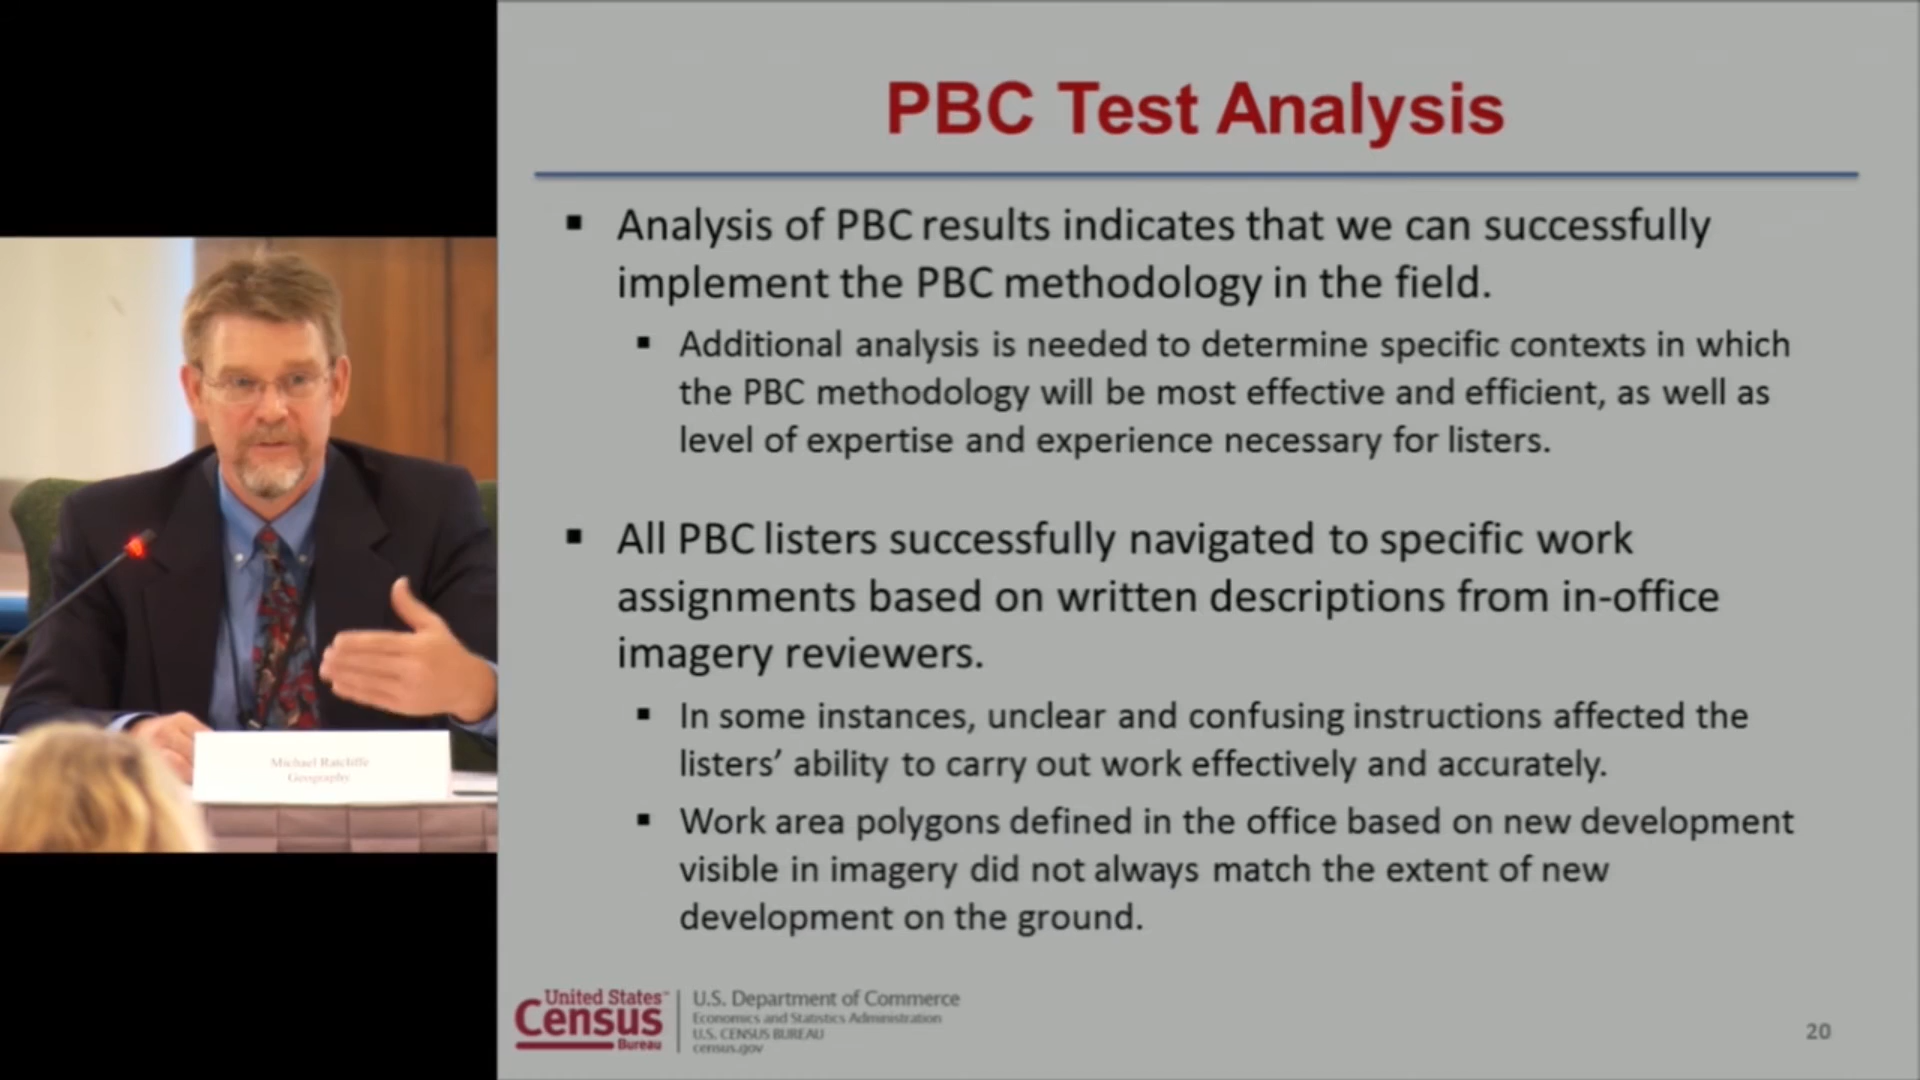 PBC Test Analysis
▪ Analysis of PBC results indicates that we can successfully
implement the PBC methodology in the field.
▪ Additional analysis is needed to determine specific contexts in which
the PBC methodology will be most effective and efficient, as well as
level of expertise and experience necessary for listers.
▪ All PBC listers successfully navigated to specific work
assignments based on written descriptions from in-office
imagery reviewers.
▪ In some instances, unclear and confusing instructions affected the
listers’ ability to carry out work effectively and accurately.
▪ Work area polygons defined in the office based on new development
visible in imagery did not always match the extent of new
development on the ground.
Michael Ratcliffe
Geography
United States™
Census
Bureau
U.S. Department of Commerce
Economics and Statistics Administration
U.S. CENSUS BUREAU
census.gov
20